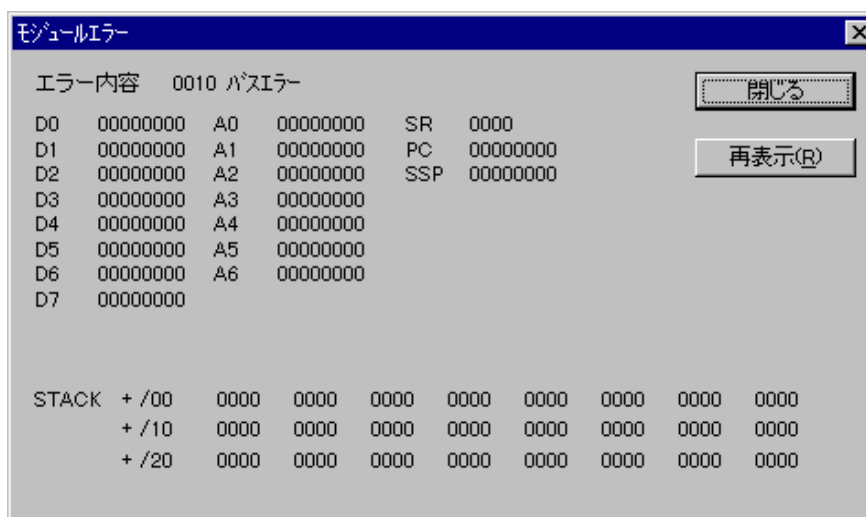 ﾓｼﾞｭｰﾙｴﾗｰ
エラー内容 0010 ﾊﾞｽｴﾗｰ
閉じる
D0 00000000 A0 00000000 SR 0000
D1 00000000 A1 00000000 PC 00000000
再表示(R)
D2 00000000 A2 00000000 SSP 00000000
D3 00000000 A3 00000000
D4 00000000 A4 00000000
D5 00000000 A5 00000000
D6 00000000 A6 00000000
D7 00000000
STACK + /00 0000 0000 0000 0000 0000 0000 0000 0000
+ /10 0000 0000 0000 0000 0000 0000 0000 0000
+ /20 0000 0000 0000 0000 0000 0000 0000 0000